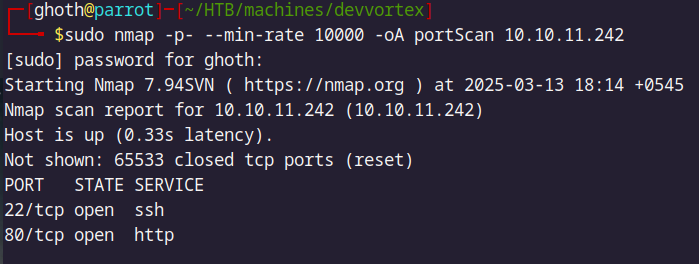 ┌─[ghoth@parrot]─[~/HTB/machines/devvortex]
└──╼ $sudo nmap -p- --min-rate 10000 -oA portScan 10.10.11.242
[sudo] password for ghoth:
Starting Nmap 7.94SVN ( https://nmap.org ) at 2025-03-13 18:14 +0545
Nmap scan report for 10.10.11.242 (10.10.11.242)
Host is up (0.33s latency).
Not shown: 65533 closed tcp ports (reset)
PORT   STATE SERVICE
22/tcp open  ssh
80/tcp open  http